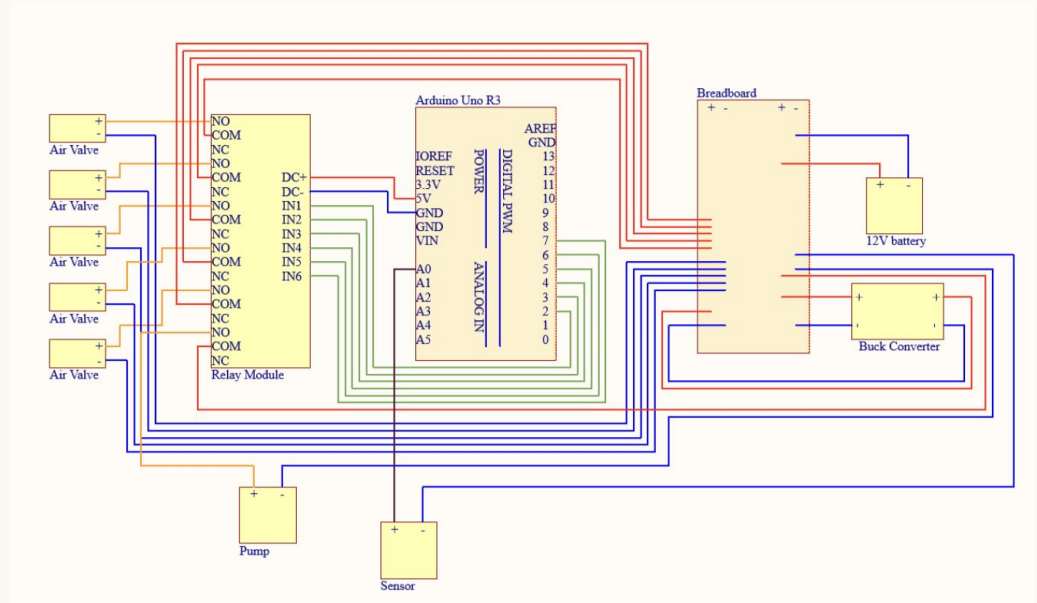 Arduino Uno R3
Breadboard
+ - + -
+
-
Air Valve
+
-
Air Valve
+
-
Air Valve
+
-
Air Valve
+
-
Air Valve
NO
COM
NC
NO
COM
NC
NO
COM
NC
NO
COM
NC
NO
COM
NC
NO
COM
NC
DC+
DC-
IN1
IN2
IN3
IN4
IN5
IN6
Relay Module
IOREF
RESET
3.3V
5V
GND
GND
VIN
A0
A1
A2
A3
A4
A5
POWER
ANALOG IN
DIGITAL PWM
AREF
GND
13
12
11
10
9
8
7
6
5
4
3
2
1
0
+ -
12V battery
+ +
- -
Buck Converter
+ -
Pump
+ -
Sensor